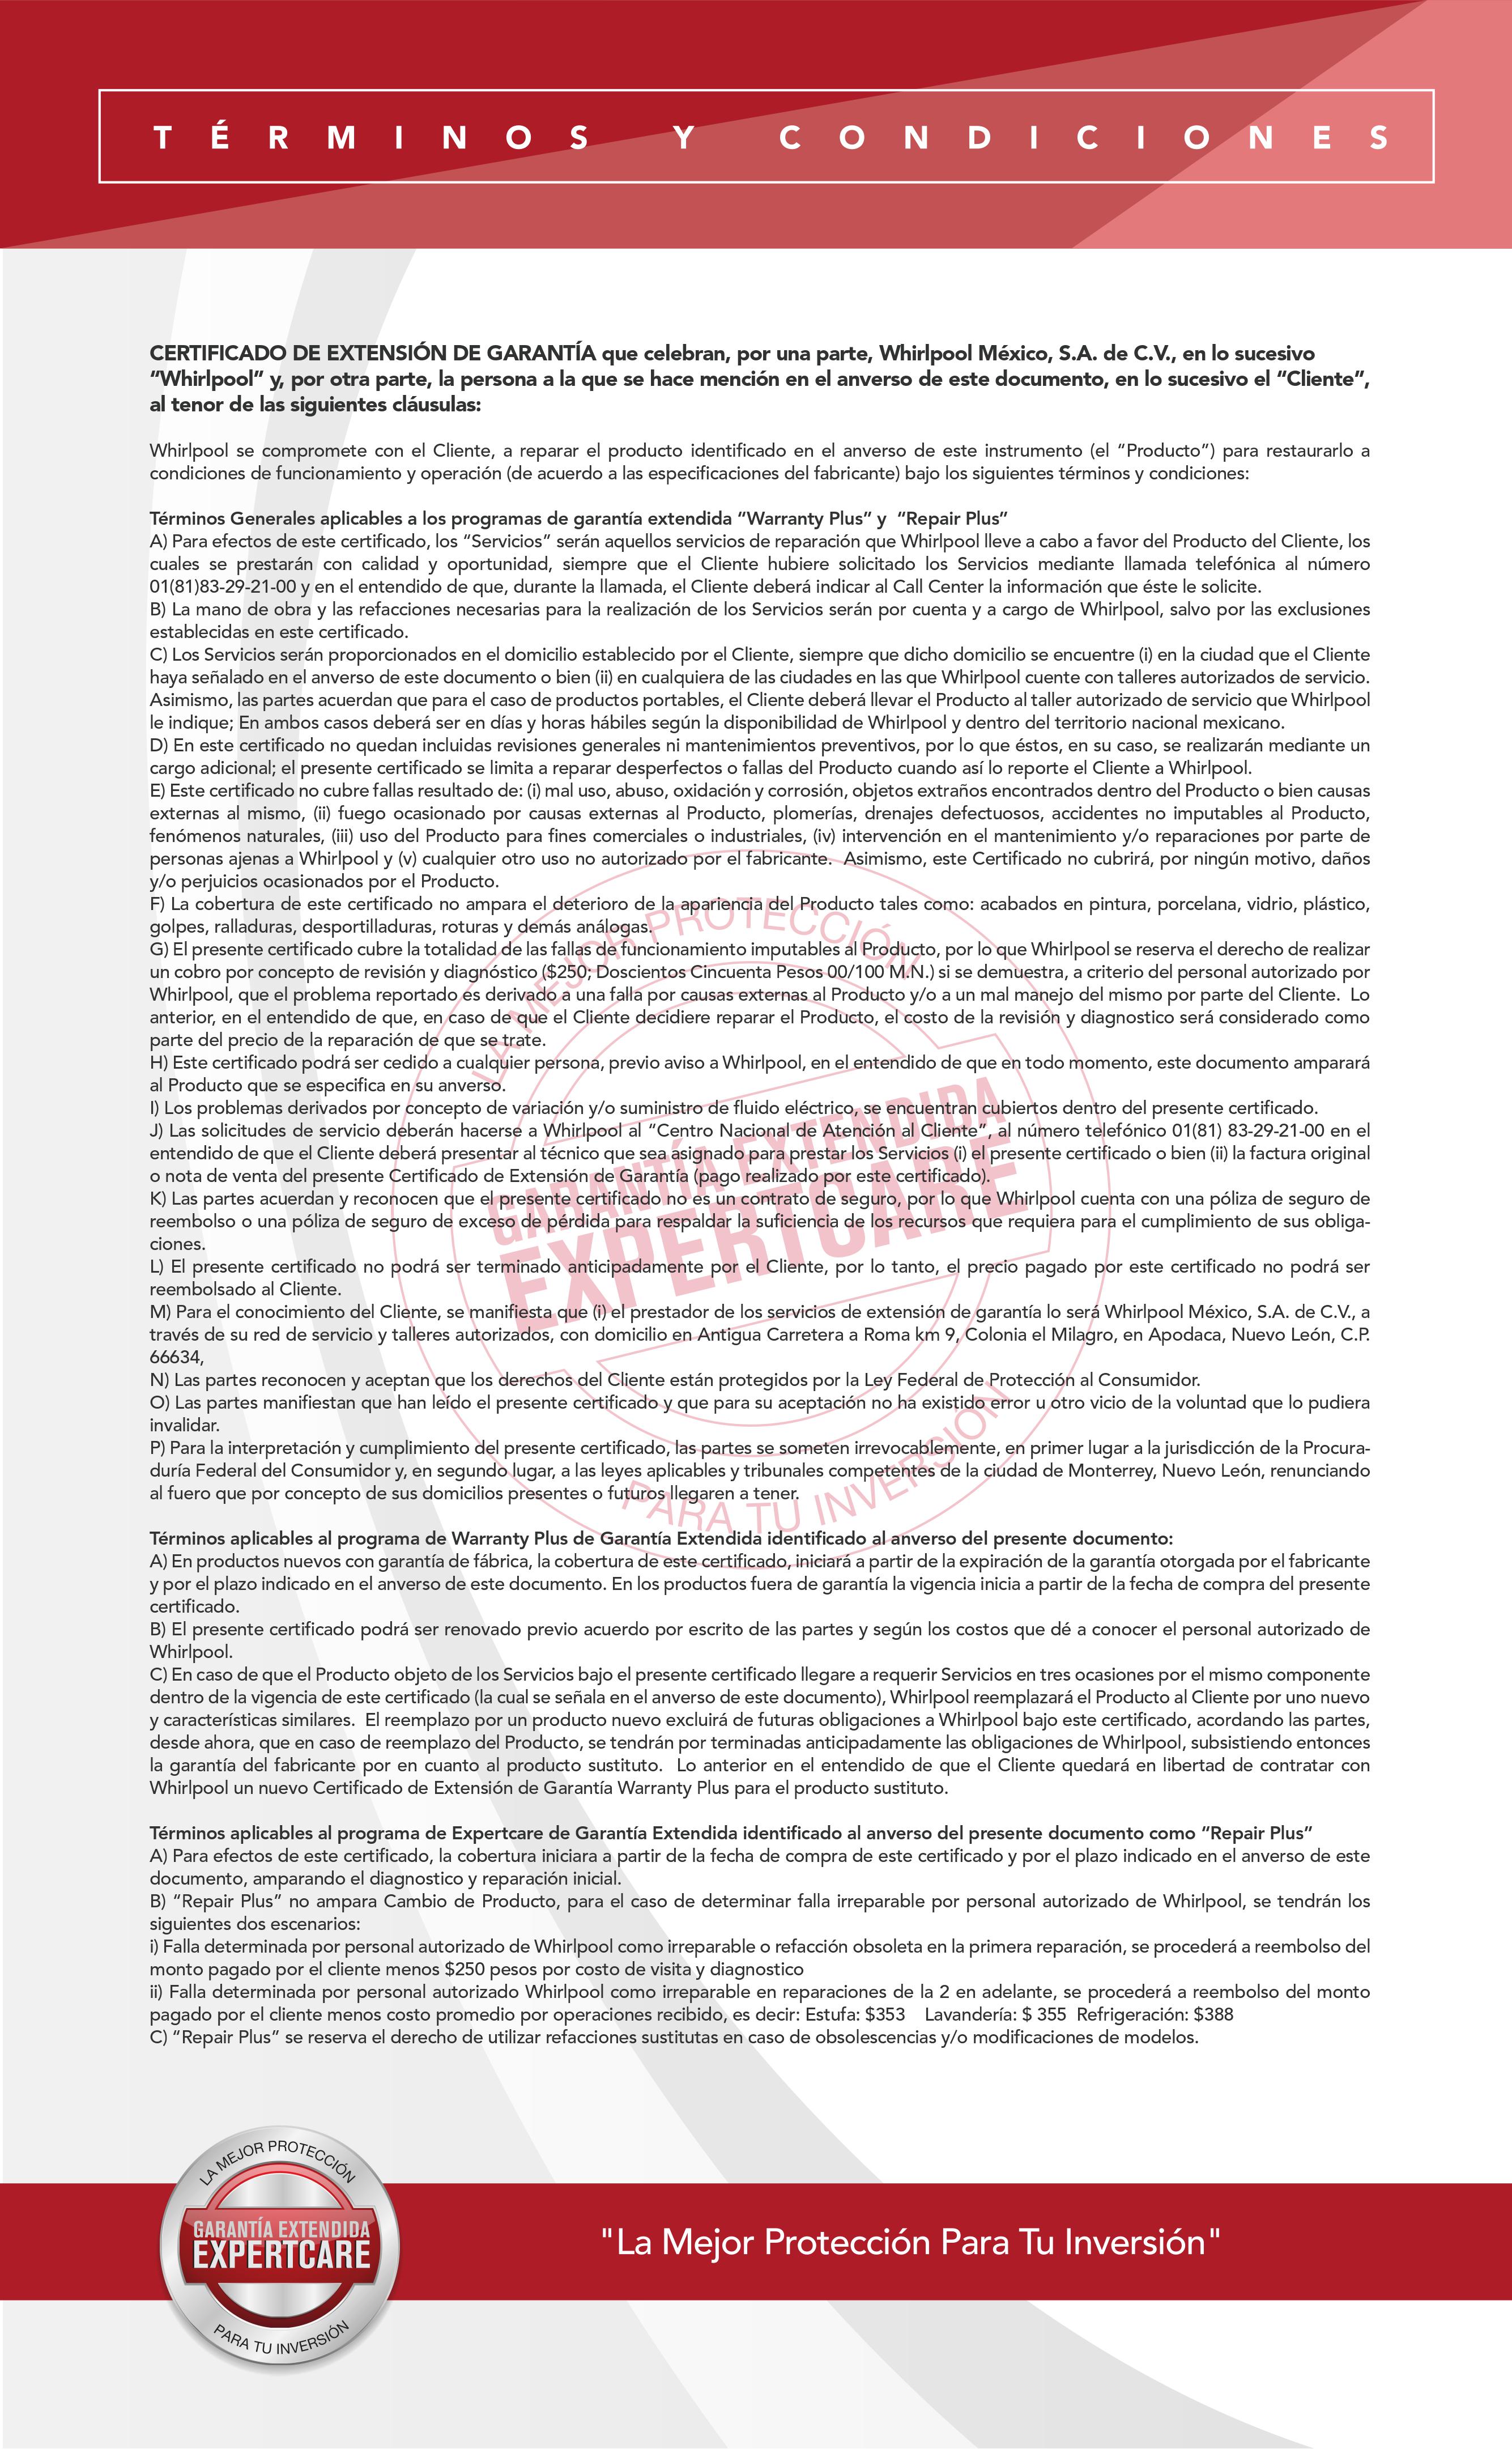 TÉRMINOS Y CONDICIONES
CERTIFICADO DE EXTENSIÓN DE GARANTÍA que celebran, por una parte, Whirlpool México, S.A. de C.V., en lo sucesivo
“Whirlpool” y, por otra parte, la persona a la que se hace mención en el anverso de este documento, en lo sucesivo el “Cliente”,
al tenor de las siguientes cláusulas:
Whirlpool se compromete con el Cliente, a reparar el producto identificado en el anverso de este instrumento (el “Producto”) para restaurarlo a
condiciones de funcionamiento y operación (de acuerdo a las especificaciones del fabricante) bajo los siguientes términos y condiciones:
Términos Generales aplicables a los programas de garantía extendida “Warranty Plus” y “Repair Plus”
A) Para efectos de este certificado, los “Servicios” serán aquellos servicios de reparación que Whirlpool lleve a cabo a favor del Producto del Cliente, los
cuales se prestarán con calidad y oportunidad, siempre que el Cliente hubiere solicitado los Servicios mediante llamada telefónica al número
01(81)83-29-21-00 y en el entendido de que, durante la llamada, el Cliente deberá indicar al Call Center la información que éste le solicite.
B) La mano de obra y las refacciones necesarias para la realización de los Servicios serán por cuenta y a cargo de Whirlpool, salvo por las exclusiones
establecidas en este certificado.
C) Los Servicios serán proporcionados en el domicilio establecido por el Cliente, siempre que dicho domicilio se encuentre (i) en la ciudad que el Cliente
haya señalado en el anverso de este documento o bien (ii) en cualquiera de las ciudades en las que Whirlpool cuente con talleres autorizados de servicio.
Asimismo, las partes acuerdan que para el caso de productos portables, el Cliente deberá llevar el Producto al taller autorizado de servicio que Whirlpool
le indique; En ambos casos deberá ser en días y horas hábiles según la disponibilidad de Whirlpool y dentro del territorio nacional mexicano.
D) En este certificado no quedan incluidas revisiones generales ni mantenimientos preventivos, por lo que éstos, en su caso, se realizarán mediante un
cargo adicional; el presente certificado se limita a reparar desperfectos o fallas del Producto cuando así lo reporte el Cliente a Whirlpool.
E) Este certificado no cubre fallas resultado de: (i) mal uso, abuso, oxidación y corrosión, objetos extraños encontrados dentro del Producto o bien causas
externas al mismo, (ii) fuego ocasionado por causas externas al Producto, plomerías, drenajes defectuosos, accidentes no imputables al Producto,
fenómenos naturales, (iii) uso del Producto para fines comerciales o industriales, (iv) intervención en el mantenimiento y/o reparaciones por parte de
personas ajenas a Whirlpool y (v) cualquier otro uso no autorizado por el fabricante. Asimismo, este Certificado no cubrirá, por ningún motivo, daños
y/o perjuicios ocasionados por el Producto.
F) La cobertura de este certificado no ampara el deterioro de la apariencia del Producto tales como: acabados en pintura, porcelana, vidrio, plástico,
golpes, ralladuras, desportilladuras, roturas y demás análogas.
G) El presente certificado cubre la totalidad de las fallas de funcionamiento imputables al Producto, por lo que Whirlpool se reserva el derecho de realizar
un cobro por concepto de revisión y diagnóstico ($250; Doscientos Cincuenta Pesos 00/100 M.N.) si se demuestra, a criterio del personal autorizado por
Whirlpool, que el problema reportado es derivado a una falla por causas externas al Producto y/o a un mal manejo del mismo por parte del Cliente. Lo
anterior, en el entendido de que, en caso de que el Cliente decidiere reparar el Producto, el costo de la revisión y diagnostico será considerado como
parte del precio de la reparación de que se trate.
H) Este certificado podrá ser cedido a cualquier persona, previo aviso a Whirlpool, en el entendido de que en todo momento, este documento amparará
al Producto que se especifica en su anverso.
I) Los problemas derivados por concepto de variación y/o suministro de fluido eléctrico, se encuentran cubiertos dentro del presente certificado.
J) Las solicitudes de servicio deberán hacerse a Whirlpool al “Centro Nacional de Atención al Cliente”, al número telefónico 01(81) 83-29-21-00 en el
entendido de que el Cliente deberá presentar al técnico que sea asignado para prestar los Servicios (i) el presente certificado o bien (ii) la factura original
o nota de venta del presente Certificado de Extensión de Garantía (pago realizado por este certificado).
K) Las partes acuerdan y reconocen que el presente certificado no es un contrato de seguro, por lo que Whirlpool cuenta con una póliza de seguro de
reembolso o una póliza de seguro de exceso de pérdida para respaldar la suficiencia de los recursos que requiera para el cumplimiento de sus obliga-
ciones.
L) El presente certificado no podrá ser terminado anticipadamente por el Cliente, por lo tanto, el precio pagado por este certificado no podrá ser
reembolsado al Cliente.
M) Para el conocimiento del Cliente, se manifiesta que (i) el prestador de los servicios de extensión de garantía lo será Whirlpool México, S.A. de C.V., a
través de su red de servicio y talleres autorizados, con domicilio en Antigua Carretera a Roma km 9, Colonia el Milagro, en Apodaca, Nuevo León, C.P.
66634,
N) Las partes reconocen y aceptan que los derechos del Cliente están protegidos por la Ley Federal de Protección al Consumidor.
O) Las partes manifiestan que han leído el presente certificado y que para su aceptación no ha existido error u otro vicio de la voluntad que lo pudiera
invalidar.
P) Para la interpretación y cumplimiento del presente certificado, las partes se someten irrevocablemente, en primer lugar a la jurisdicción de la Procura-
duría Federal del Consumidor y, en segundo lugar, a las leyes aplicables y tribunales competentes de la ciudad de Monterrey, Nuevo León, renunciando
al fuero que por concepto de sus domicilios presentes o futuros llegaren a tener.
LA MEJOR PROTECCIÓN
GARANTÍA EXTENDIDA
EXPERTCARE
PARA TU INVERSIÓN
Términos aplicables al programa de Warranty Plus de Garantía Extendida identificado al anverso del presente documento:
A) En productos nuevos con garantía de fábrica, la cobertura de este certificado, iniciará a partir de la expiración de la garantía otorgada por el fabricante
y por el plazo indicado en el anverso de este documento. En los productos fuera de garantía la vigencia inicia a partir de la fecha de compra del presente
certificado.
B) El presente certificado podrá ser renovado previo acuerdo por escrito de las partes y según los costos que dé a conocer el personal autorizado de
Whirlpool.
C) En caso de que el Producto objeto de los Servicios bajo el presente certificado llegare a requerir Servicios en tres ocasiones por el mismo componente
dentro de la vigencia de este certificado (la cual se señala en el anverso de este documento), Whirlpool reemplazará el Producto al Cliente por uno nuevo
y características similares. El reemplazo por un producto nuevo excluirá de futuras obligaciones a Whirlpool bajo este certificado, acordando las partes,
desde ahora, que en caso de reemplazo del Producto, se tendrán por terminadas anticipadamente las obligaciones de Whirlpool, subsistiendo entonces
la garantía del fabricante por en cuanto al producto sustituto. Lo anterior en el entendido de que el Cliente quedará en libertad de contratar con
Whirlpool un nuevo Certificado de Extensión de Garantía Warranty Plus para el producto sustituto.
Términos aplicables al programa de Expertcare de Garantía Extendida identificado al anverso del presente documento como “Repair Plus”
A) Para efectos de este certificado, la cobertura iniciara a partir de la fecha de compra de este certificado y por el plazo indicado en el anverso de este
documento, amparando el diagnostico y reparación inicial.
B) “Repair Plus” no ampara Cambio de Producto, para el caso de determinar falla irreparable por personal autorizado de Whirlpool, se tendrán los
siguientes dos escenarios:
i) Falla determinada por personal autorizado de Whirlpool como irreparable o refacción obsoleta en la primera reparación, se procederá a reembolso del
monto pagado por el cliente menos $250 pesos por costo de visita y diagnostico
ii) Falla determinada por personal autorizado Whirlpool como irreparable en reparaciones de la 2 en adelante, se procederá a reembolso del monto
pagado por el cliente menos costo promedio por operaciones recibido, es decir: Estufa: $353 Lavandería: $ 355 Refrigeración: $388
C) “Repair Plus” se reserva el derecho de utilizar refacciones sustitutas en caso de obsolescencias y/o modificaciones de modelos.
LA MEJOR PROTECCIÓN
GARANTÍA EXTENDIDA
EXPERTCARE
PARA TU INVERSIÓN
"La Mejor Protección Para Tu Inversión"